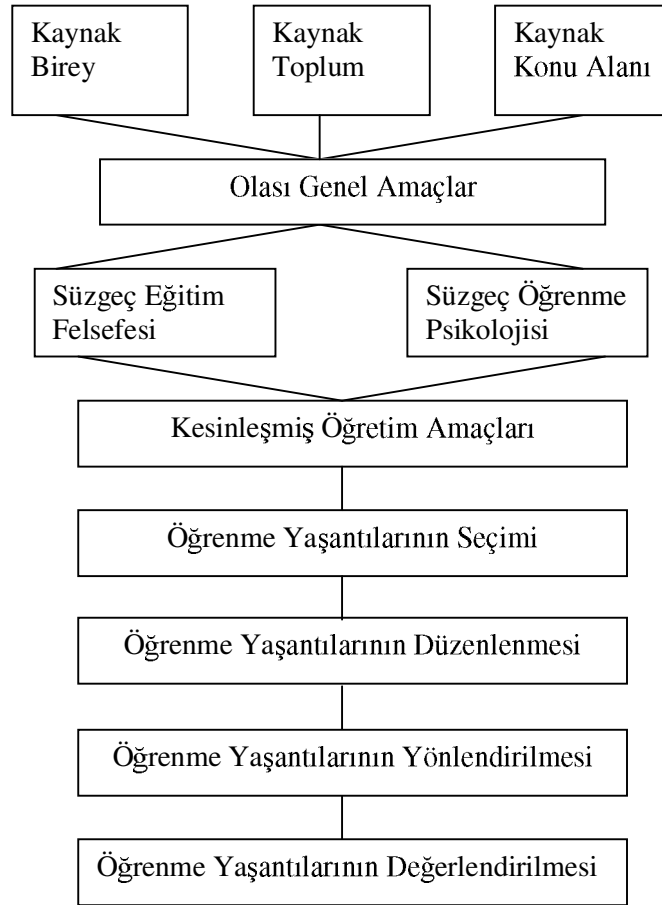 Kaynak
Birey
Kaynak
Toplum
Kaynak
Konu Alanı
Olası Genel Amaçlar
Süzgeç Eğitim
Felsefesi
Süzgeç Öğrenme
Psikolojisi
Kesinleşmiş Öğretim Amaçları
Öğrenme Yaşantılarının Seçimi
Öğrenme Yaşantılarının Düzenlenmesi
Öğrenme Yaşantılarının Yönlendirilmesi
Öğrenme Yaşantılarının Değerlendirilmesi